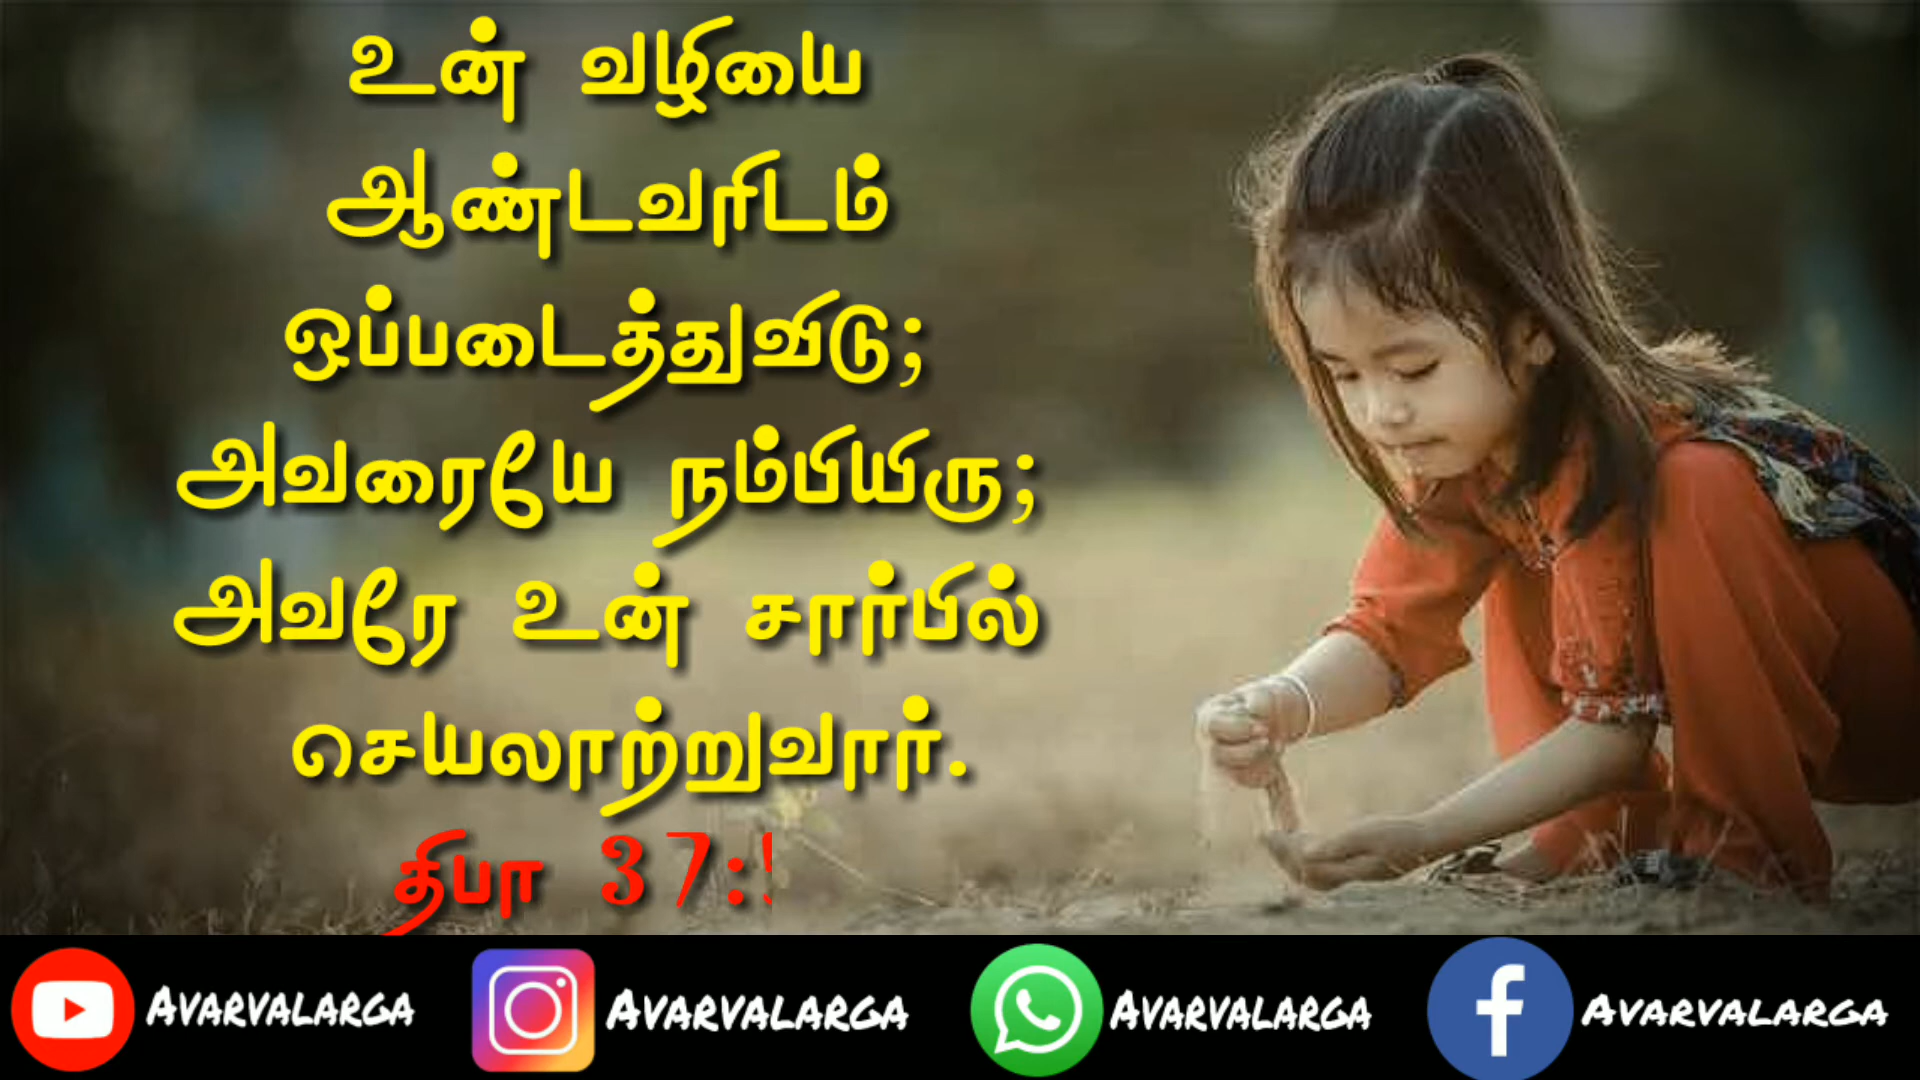 உன் வழியை
ஆண்டவரிடம்
ஒப்படைத்துவிடு;
அவரையே நம்பியிரு;
அவரே உன் சார்பில்
செயலாற்றுவார்.
திபா 37:
AVARVALARGA AVARVALARGA AVARVALARGA AVARVALARGA